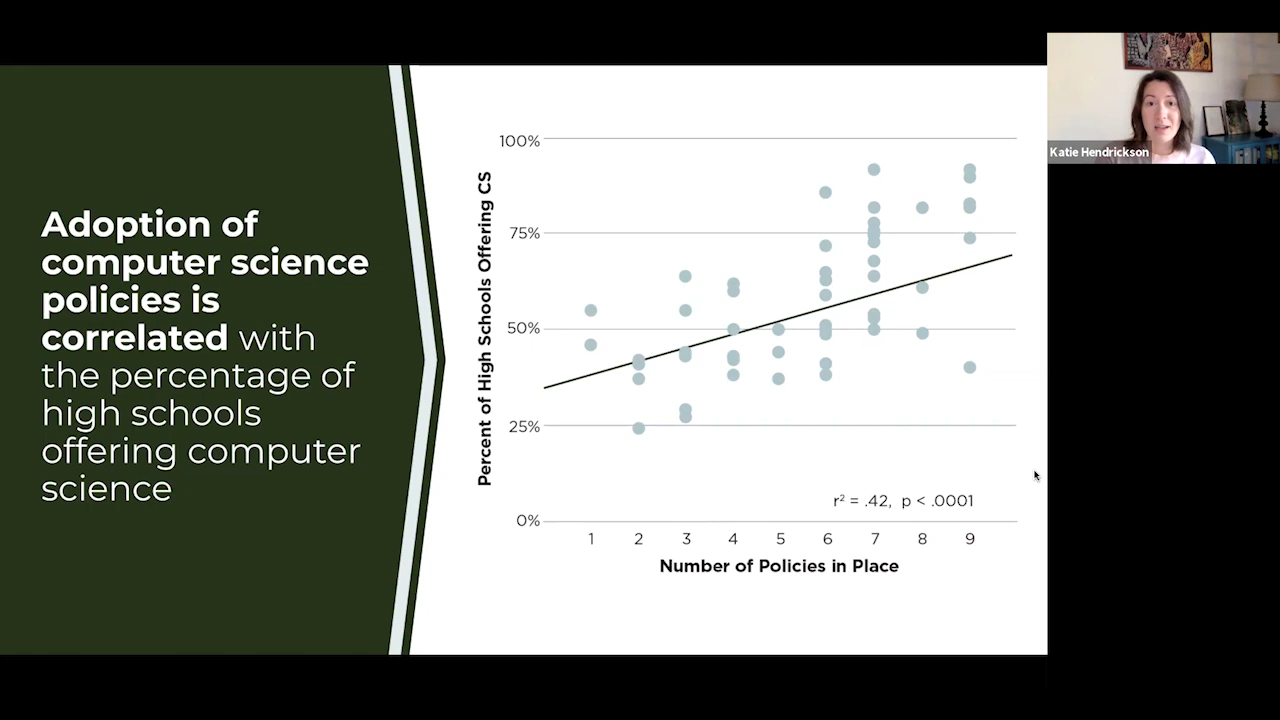 Adoption of
computer science
policies is
correlated with
the percentage of
high schools
offering computer
science
Percent of High Schools Offering CS
100%
75%
50%
25%
0%
r² = .42, p < .0001
1 2 3 4 5 6 7 8 9
Number of Policies in Place
Katie Hendrickson